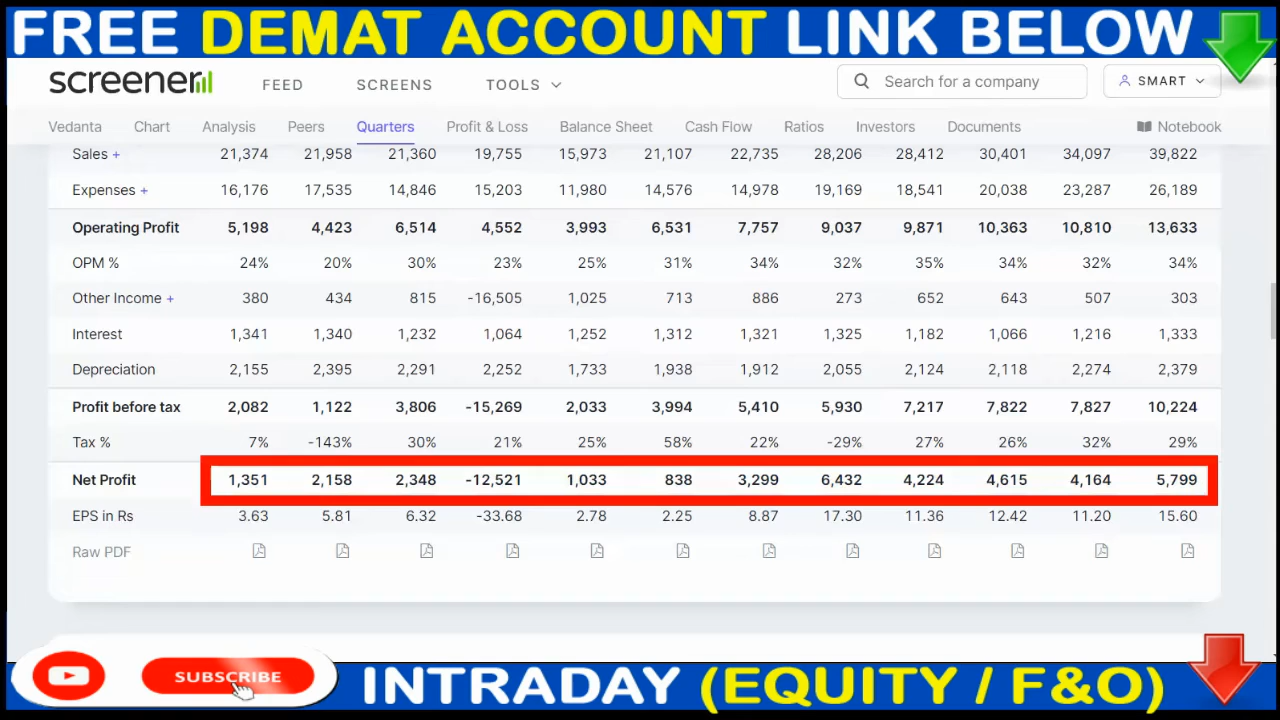 FREE DEMAT ACCOUNT LINK BELOW
screener FEED SCREENS TOOLS Search for a company SMART
Vedanta Chart Analysis Peers Quarters Profit & Loss Balance Sheet Cash Flow Ratios Investors Documents Notebook
Sales + 21,374 21,958 21,360 19,755 15,973 21,107 22,735 28,206 28,412 30,401 34,097 39,822
Expenses + 16,176 17,535 14,846 15,203 11,980 14,576 14,978 19,169 18,541 20,038 23,287 26,189
Operating Profit 5,198 4,423 6,514 4,552 3,993 6,531 7,757 9,037 9,871 10,363 10,810 13,633
OPM % 24% 20% 30% 23% 25% 31% 34% 32% 35% 34% 32% 34%
Other Income + 380 434 815 -16,505 1,025 713 886 273 652 643 507 303
Interest 1,341 1,340 1,232 1,064 1,252 1,312 1,321 1,325 1,182 1,066 1,216 1,333
Depreciation 2,155 2,395 2,291 2,252 1,733 1,938 1,912 2,055 2,124 2,118 2,274 2,379
Profit before tax 2,082 1,122 3,806 -15,269 2,033 3,994 5,410 5,930 7,217 7,822 7,827 10,224
Tax % 7% -143% 30% 21% 25% 58% 22% -29% 27% 26% 32% 29%
Net Profit 1,351 2,158 2,348 -12,521 1,033 838 3,299 6,432 4,224 4,615 4,164 5,799
EPS in Rs 3.63 5.81 6.32 -33.68 2.78 2.25 8.87 17.30 11.36 12.42 11.20 15.60
Raw PDF
SUBSCRIBE INTRADAY (EQUITY / F&O)